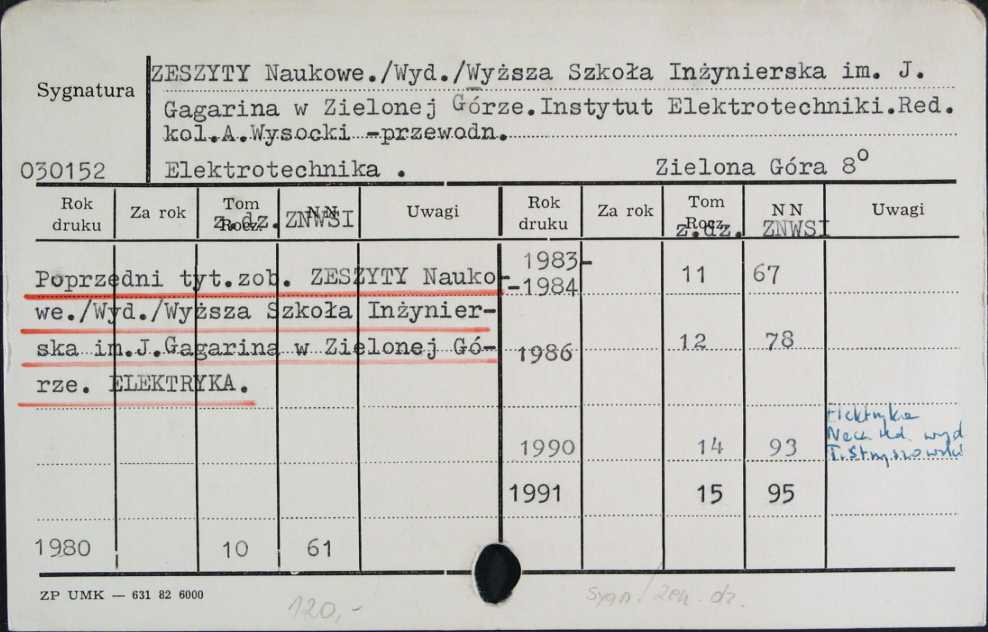 ZESZYTY Naukowe./Wyd./Wyższa Szkoła Inżynierska im. J.
Sygnatura
Gagarina w Zielonej Górze.Instytut Elektrotechniki.Red.
kol.A.Wysocki -przewodn.
030152 Elektrotechnika . Zielona Góra 8⁰
Rok druku Za rok Tom Rocz. z.dz. NN ZNWSI Uwagi Rok druku Za rok Tom Rocz. z.dz. NN ZNWSI Uwagi
Poprzedni tyt.zob. ZESZYTY Nauko-
we./Wyd./Wyższa Szkoła Inżynier-
ska im.J.Gagarina w Zielonej Gó-
rze. ELEKTRYKA.
1980 10 61
1983-
-1984 11 67
1986 12 78
1990 14 93
1991 15 95
wyd
ZP UMK — 631 82 6000
120,-
sygn./zen. dz.